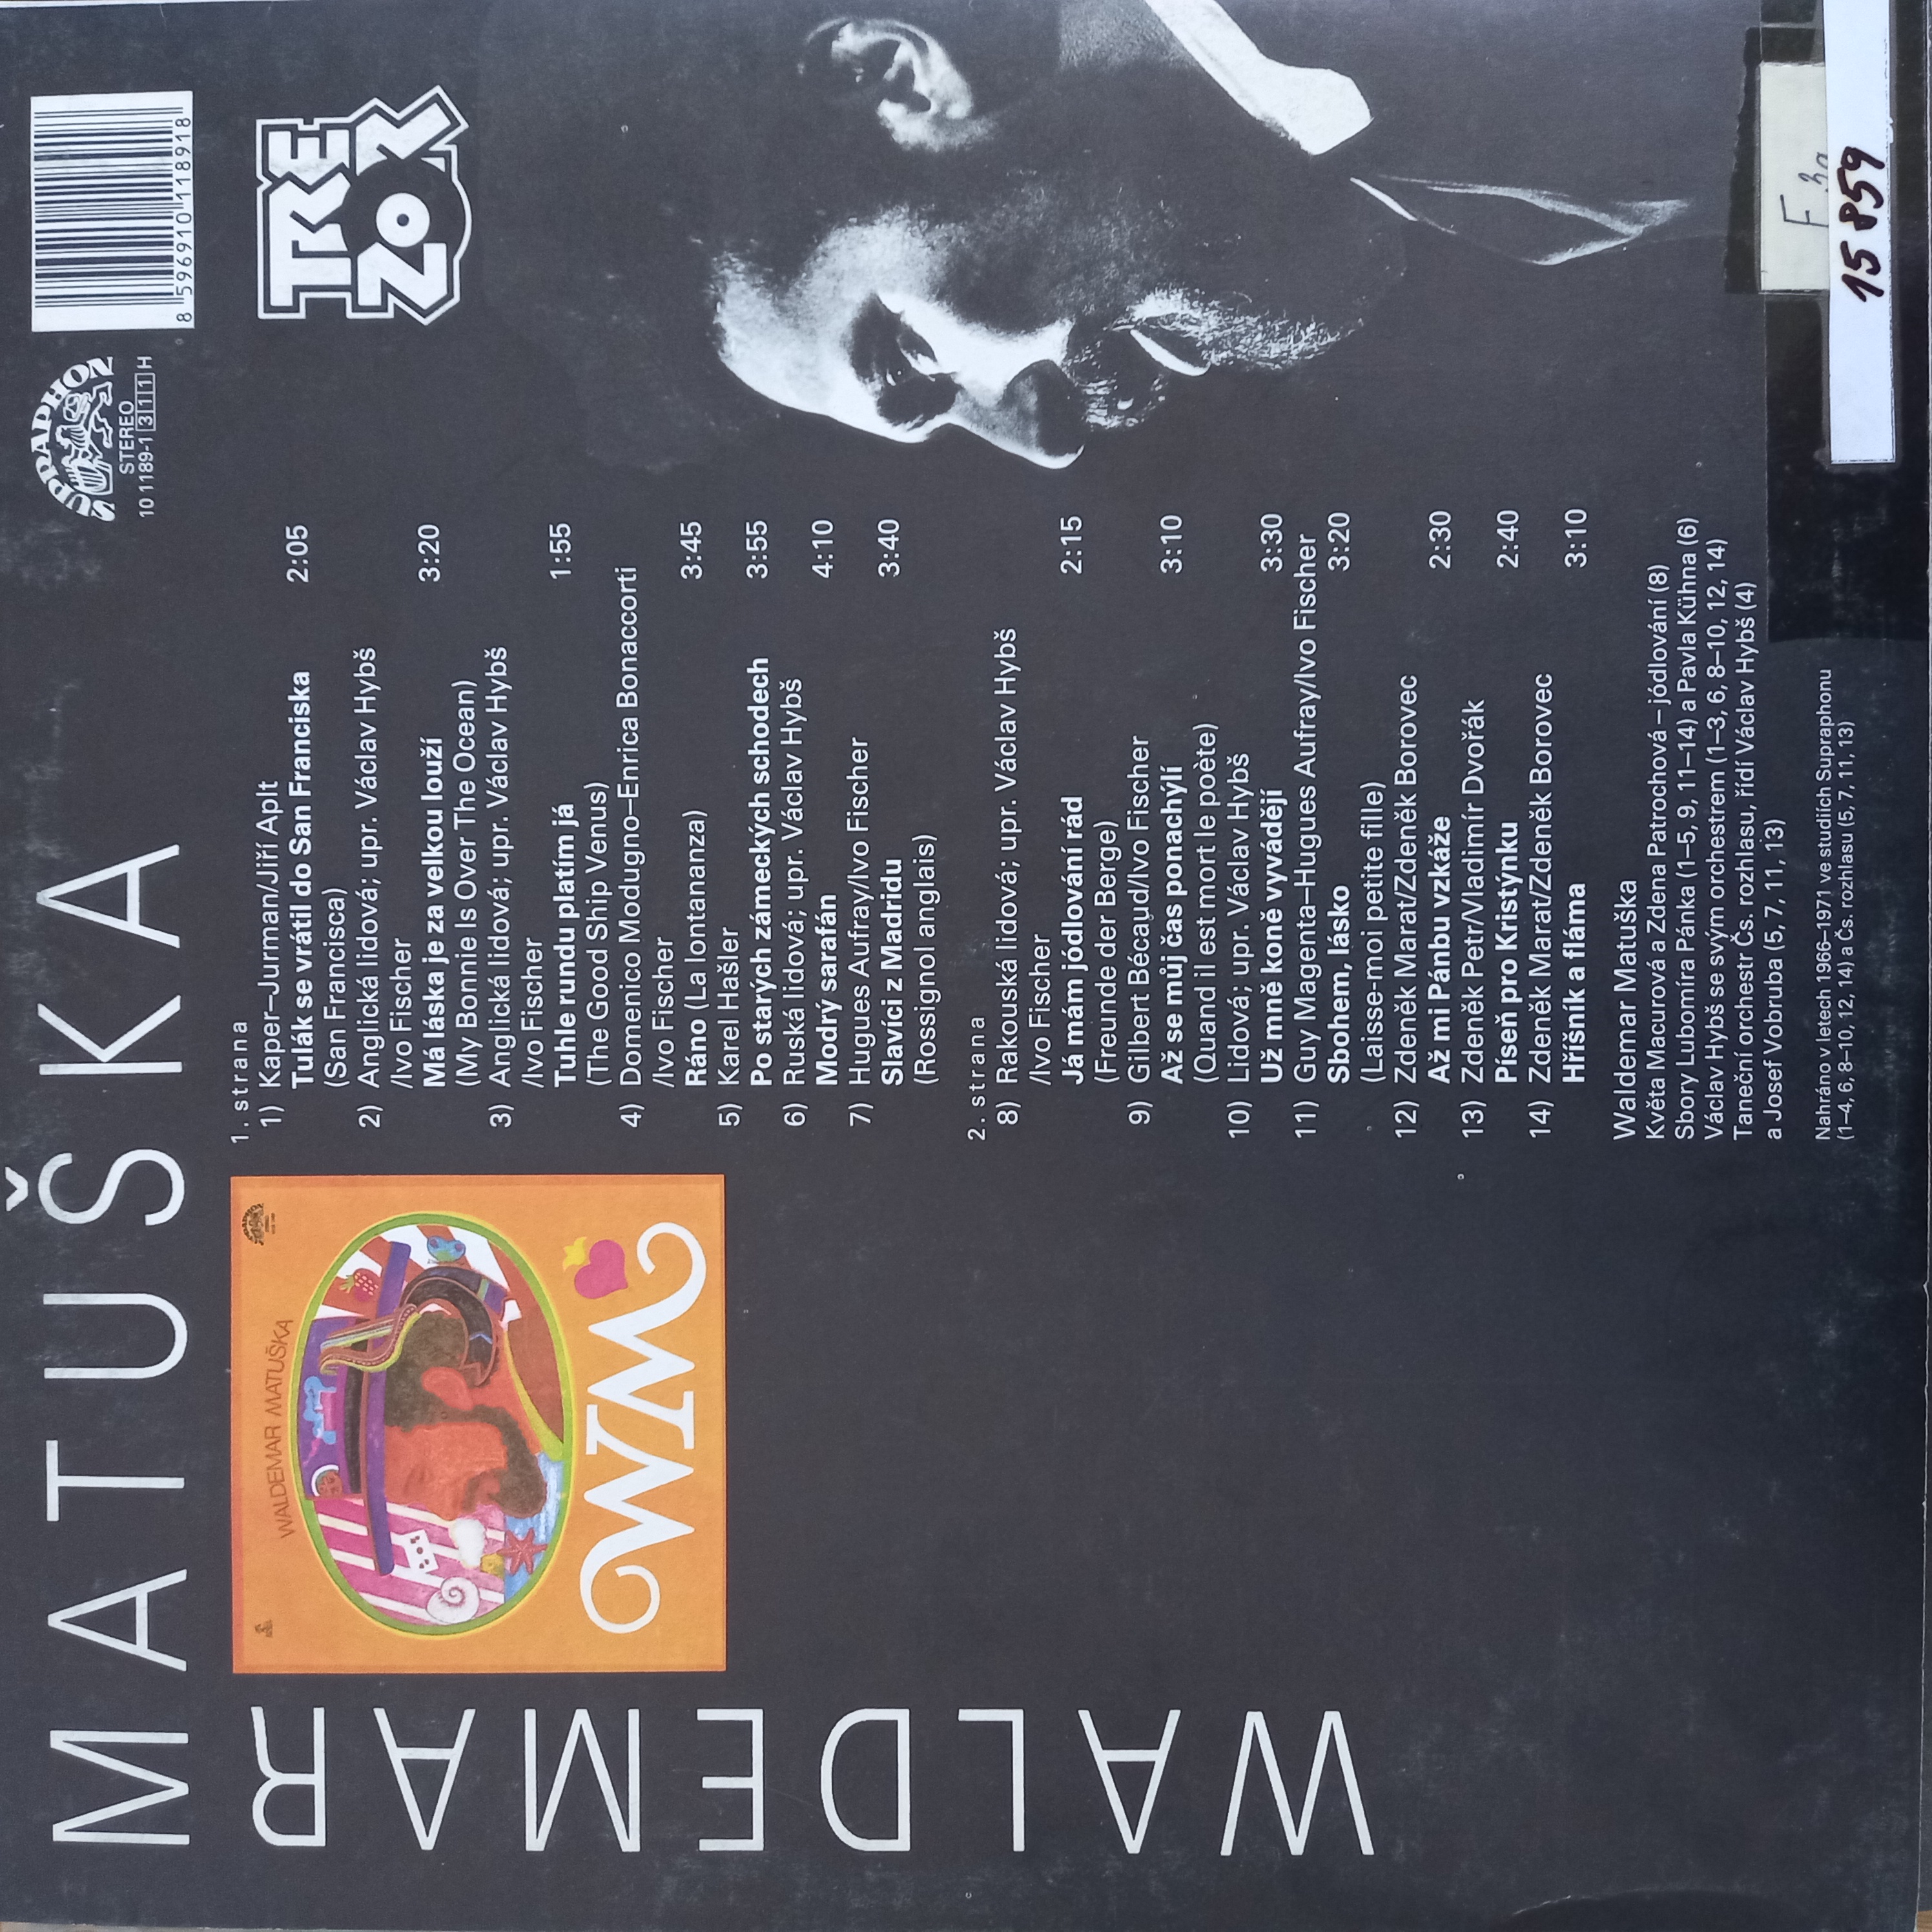 MATUŠKA
WALDEMAR
SUPRAPHON
STEREO
10 1189-1 311 H
8 596910 118918
TREZOR
WALDEMAR MATUŠKA
WM
1. strana
1) Kaper–Jurman/Jiří Aplt
Tulák se vrátil do San Franciska 2:05
(San Francisca)
2) Anglická lidová; upr. Václav Hybš
/Ivo Fischer
Má láska je za velkou louží 3:20
(My Bonnie Is Over The Ocean)
3) Anglická lidová; upr. Václav Hybš
/Ivo Fischer
Tuhle rundu platím já 1:55
(The Good Ship Venus)
4) Domenico Modugno–Enrica Bonaccorti
/Ivo Fischer
Ráno (La lontananza) 3:45
5) Karel Hašler
Po starých zámeckých schodech 3:55
6) Ruská lidová; upr. Václav Hybš
Modrý sarafán 4:10
7) Hugues Aufray/Ivo Fischer
Slavíci z Madridu 3:40
(Rossignol anglais)
2. strana
8) Rakouská lidová; upr. Václav Hybš
/Ivo Fischer
Já mám jódlování rád 2:15
(Freunde der Berge)
9) Gilbert Bécaud/Ivo Fischer
Až se můj čas ponachýlí 3:10
(Quand il est mort le poète)
10) Lidová; upr. Václav Hybš
Už mně koně vyvádějí 3:30
11) Guy Magenta–Hugues Aufray/Ivo Fischer
Sbohem, lásko 3:20
(Laisse-moi petite fille)
12) Zdeněk Marat/Zdeněk Borovec
Až mi Pánbu vzkáže 2:30
13) Zdeněk Petr/Vladimír Dvořák
Píseň pro Kristýnku 2:40
14) Zdeněk Marat/Zdeněk Borovec
Hříšník a fláma 3:10
Waldemar Matuška
Květa Macurová a Zdena Patrochová – jódlování (8)
Sbory Lubomíra Pánka (1–5, 9, 11–14) a Pavla Kühna (6)
Václav Hybš se svým orchestrem (1–3, 6, 8–10, 12, 14)
Taneční orchestr Čs. rozhlasu, řídí Václav Hybš (4)
a Josef Vobruba (5, 7, 11, 13)
Nahráno v letech 1966–1971 ve studiích Supraphonu
(1–4, 6, 8–10, 12, 14) a Čs. rozhlasu (5, 7, 11, 13)
15 859